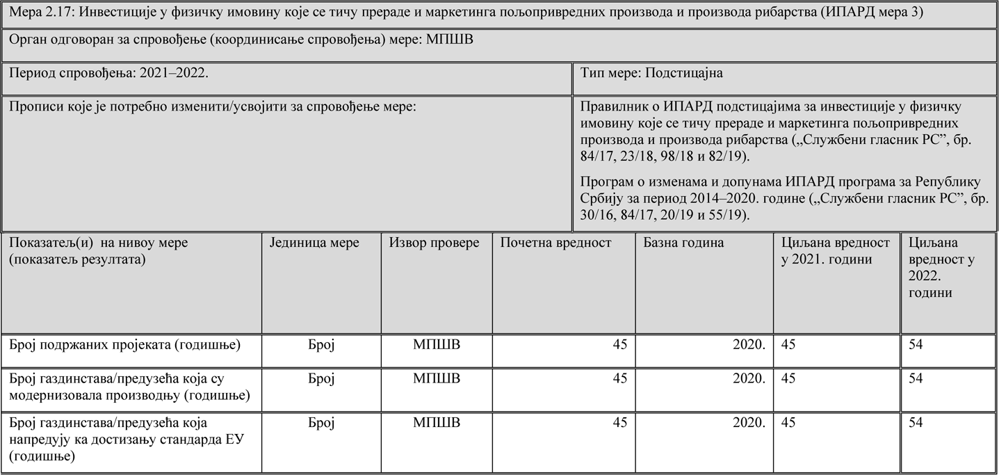 Мера 2.17: Инвестиције у физичку имовину које се тичу прераде и маркетинга пољопривредних производа и производа рибарства (ИПАРД мера 3)
Орган одговоран за спровођење (координисање спровођења) мере: МПШВ
Период спровођења: 2021–2022.
Тип мере: Подстицајна
Прописи које је потребно изменити/усвојити за спровођење мере:
Правилник о ИПАРД подстицајима за инвестиције у физичку
имовину које се тичу прераде и маркетинга пољопривредних
производа и производа рибарства („Службени гласник РС”, бр.
84/17, 23/18, 98/18 и 82/19).
Програм о изменама и допунама ИПАРД програма за Републику
Србију за период 2014–2020. године („Службени гласник РС”, бр.
30/16, 84/17, 20/19 и 55/19).
Показатељ(и) на нивоу мере
(показатељ резултата)
Јединица мере
Извор провере
Почетна вредност
Базна година
Циљана вредност
у 2021. години
Циљана
вредност у
2022.
години
Број подржаних пројеката (годишње)
Број
МПШВ
45
2020.
45
54
Број газдинстава/предузећа која су
модернизовала производњу (годишње)
Број
МПШВ
45
2020.
45
54
Број газдинстава/предузећа која
напредују ка достизању стандарда ЕУ
(годишње)
Број
МПШВ
45
2020.
45
54